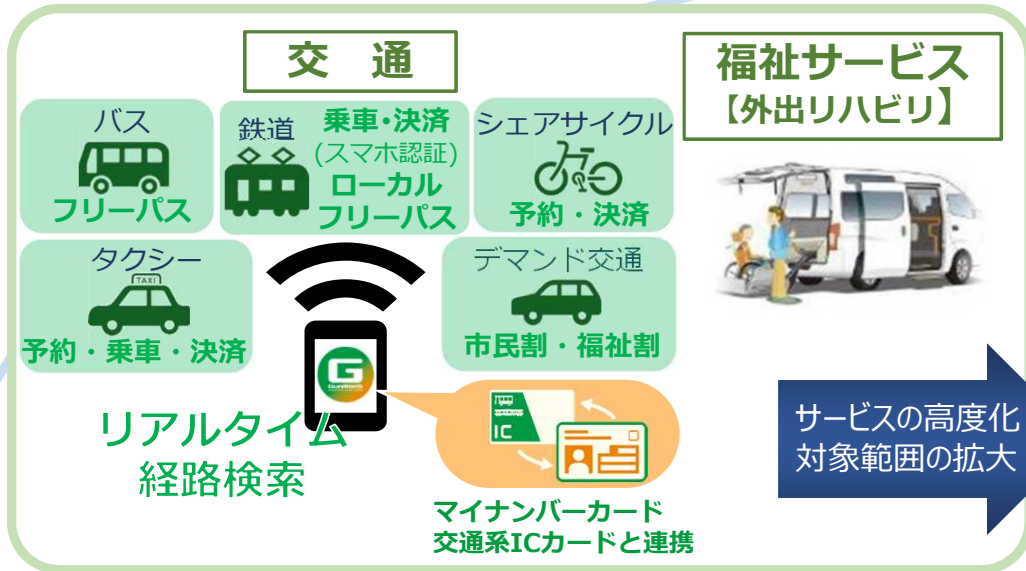 交 通
バス
フリーパス
鉄道
乗車・決済
(スマホ認証)
ローカル
フリーパス
シェアサイクル
予約・決済
タクシー
TAXI
予約・乗車・決済
デマンド交通
市民割・福祉割
G
リアルタイム
経路検索
IC
マイナンバーカード
交通系ICカードと連携
福祉サービス
【外出リハビリ】
サービスの高度化
対象範囲の拡大